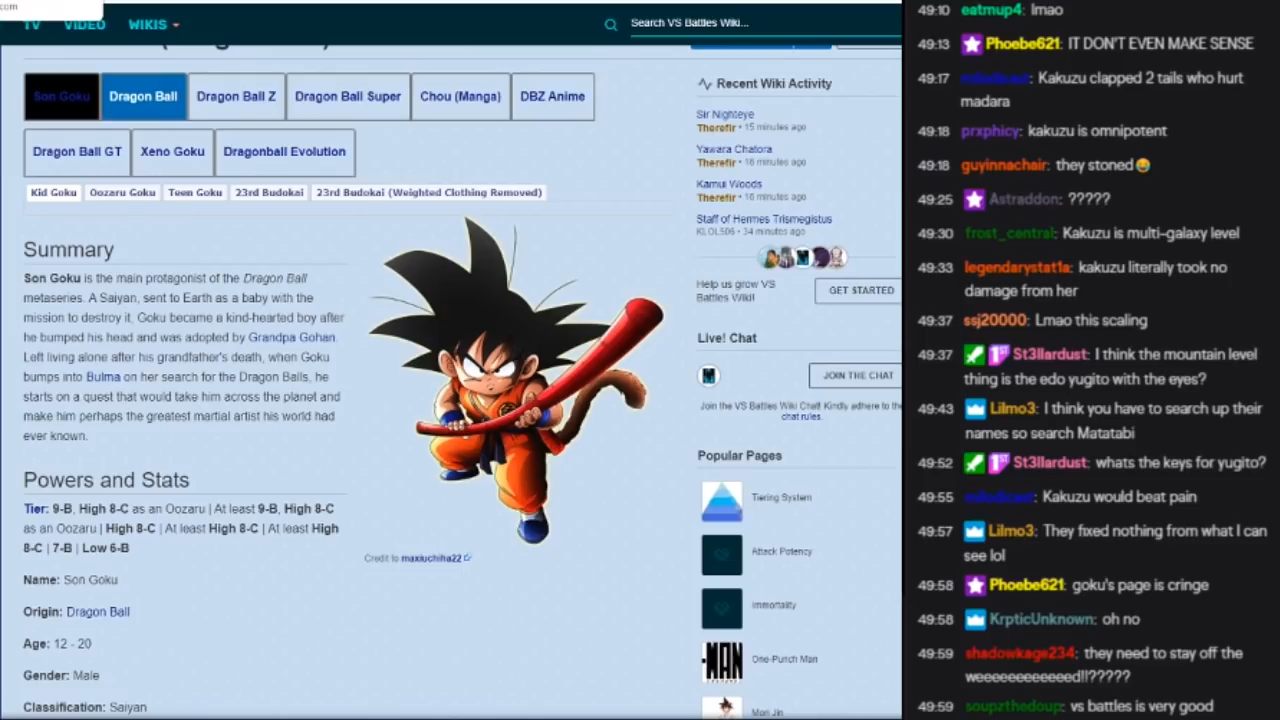 com
TV VIDEO WIKIS
Search VS Battles Wiki...
Son Goku Dragon Ball Dragon Ball Z Dragon Ball Super Chou (Manga) DBZ Anime
Dragon Ball GT Xeno Goku Dragonball Evolution
Kid Goku Oozaru Goku Teen Goku 23rd Budokai 23rd Budokai (Weighted Clothing Removed)
Summary
Son Goku is the main protagonist of the Dragon Ball
metaseries. A Saiyan, sent to Earth as a baby with the
mission to destroy it, Goku became a kind-hearted boy after
he bumped his head and was adopted by Grandpa Gohan.
Left living alone after his grandfather's death, when Goku
bumps into Bulma on her search for the Dragon Balls, he
starts on a quest that would take him across the planet and
make him perhaps the greatest martial artist his world had
ever known.
Powers and Stats
Tier: 9-B, High 8-C as an Oozaru | At least 9-B, High 8-C
as an Oozaru | High 8-C | At least High 8-C | At least High
8-C | 7-B | Low 6-B
Name: Son Goku
Origin: Dragon Ball
Age: 12 - 20
Gender: Male
Classification: Saiyan
Credit to maxiuchiha22
Recent Wiki Activity
Sir Nighteye
Therefir • 15 minutes ago
Yawara Chatora
Therefir • 16 minutes ago
Kamui Woods
Therefir • 16 minutes ago
Staff of Hermes Trismegistus
KLOL506 • 34 minutes ago
Help us grow VS
Battles Wiki!
GET STARTED
Live! Chat
JOIN THE CHAT
Join the VS Battles Wiki Chat! Kindly adhere to the
chat rules.
Popular Pages
Tiering System
Attack Potency
Immortality
MAN
One-Punch Man
Mori Jin
49:10 eatmup4: lmao
49:13 Phoebe621: IT DON'T EVEN MAKE SENSE
49:17 Kakuzu clapped 2 tails who hurt
madara
49:18 prxphicy: kakuzu is omnipotent
49:18 guyinnachair: they stoned😂
49:25 Astraddon: ?????
49:30 frost_central: Kakuzu is multi-galaxy level
49:33 legendarystat1a: kakuzu literally took no
damage from her
49:37 ssj20000: Lmao this scaling
49:37 1ST St3llardust: I think the mountain level
thing is the edo yugito with the eyes?
49:43 Lilmo3: I think you have to search up their
names so search Matatabi
49:52 1ST St3llardust: whats the keys for yugito?
49:55 Kakuzu would beat pain
49:57 Lilmo3: They fixed nothing from what I can
see lol
49:58 Phoebe621: goku's page is cringe
49:58 KrpticUnknown: oh no
49:59 shadowkage234: they need to stay off the
weeeeeeeeeeed!!?????
49:59 soupzthedoup: vs battles is very good